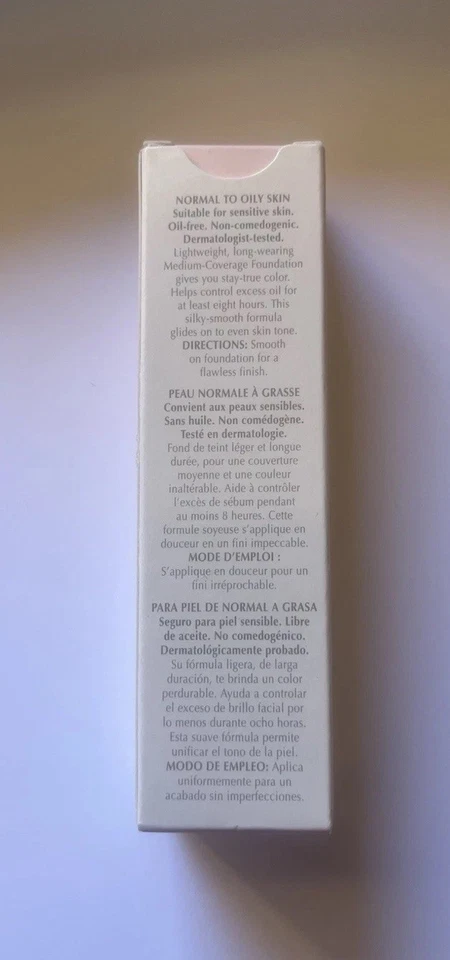 NORMAL TO OILY SKIN
Suitable for sensitive skin.
Oil-free. Non-comedogenic.
Dermatologist-tested.
Lightweight, long-wearing
Medium-Coverage Foundation
gives you stay-true color.
Helps control excess oil for
at least eight hours. This
silky-smooth formula
glides on to even skin tone.
DIRECTIONS: Smooth
on foundation for a
flawless finish.
PEAU NORMALE À GRASSE
Convient aux peaux sensibles.
Sans huile. Non comédogène.
Testé en dermatologie.
Fond de teint léger et longue
durée, pour une couverture
moyenne et une couleur
inaltérable. Aide à contrôler
l'excès de sébum pendant
au moins 8 heures. Cette
formule soyeuse s'applique en
douceur en un fini impeccable.
MODE D'EMPLOI :
S'applique en douceur pour un
fini irréprochable.
PARA PIEL DE NORMAL A GRASA
Seguro para piel sensible. Libre
de aceite. No comedogénico.
Dermatológicamente probado.
Su fórmula ligera, de larga
duración, te brinda un color
perdurable. Ayuda a controlar
el exceso de brillo facial por
lo menos durante ocho horas.
Esta suave fórmula permite
unificar el tono de la piel.
MODO DE EMPLEO: Aplica
uniformemente para un
acabado sin imperfecciones.